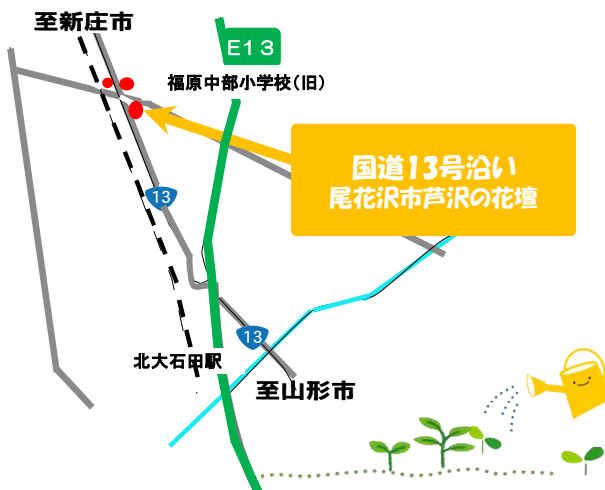 至新庄市
E13
福原中部小学校(旧)
国道13号沿い
尾花沢市芦沢の花壇
13
13
北大石田駅
至山形市